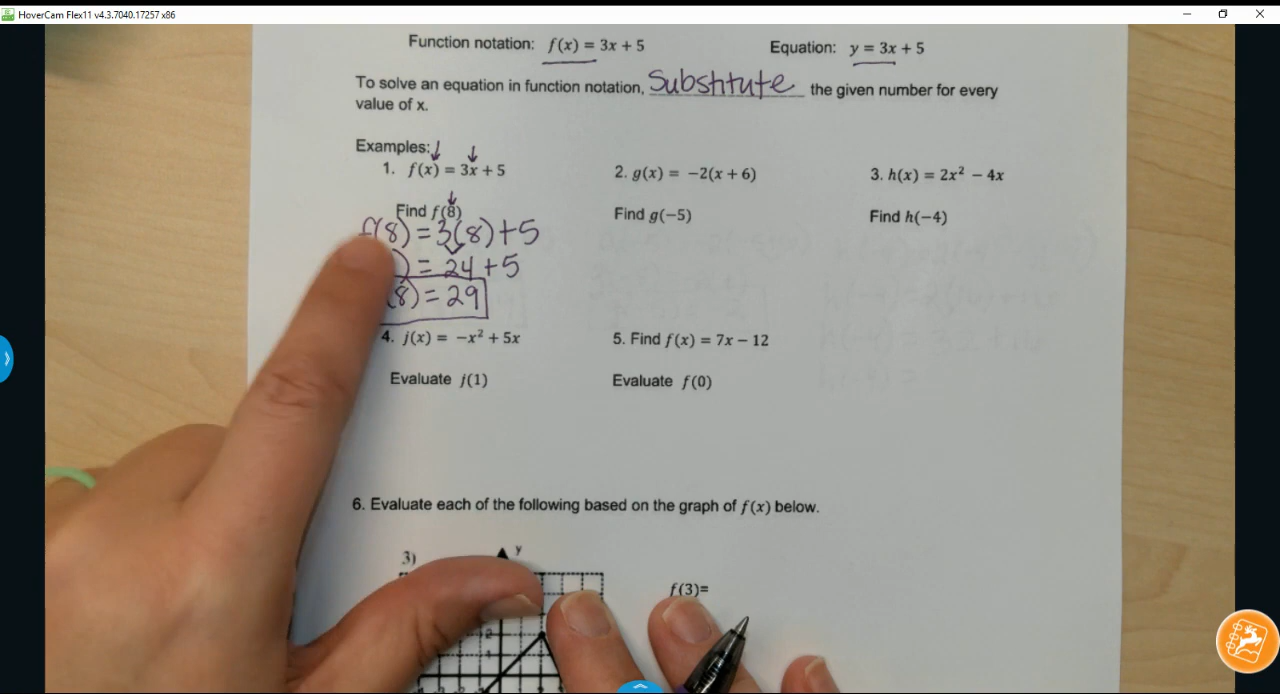 HoverCam Flex11 v4.3.7040.17257 x86
Function notation: f(x) = 3x + 5 Equation: y = 3x + 5
To solve an equation in function notation, Substitute the given number for every
value of x.
Examples:
1. f(x) = 3x + 5 2. g(x) = −2(x + 6) 3. h(x) = 2x² − 4x
Find f(8) Find g(−5) Find h(−4)
f(8) = 3(8)+5
) = 24+5
(8) = 29
4. j(x) = −x² + 5x 5. Find f(x) = 7x − 12
Evaluate j(1) Evaluate f(0)
6. Evaluate each of the following based on the graph of f(x) below.
3) y
f(3)=